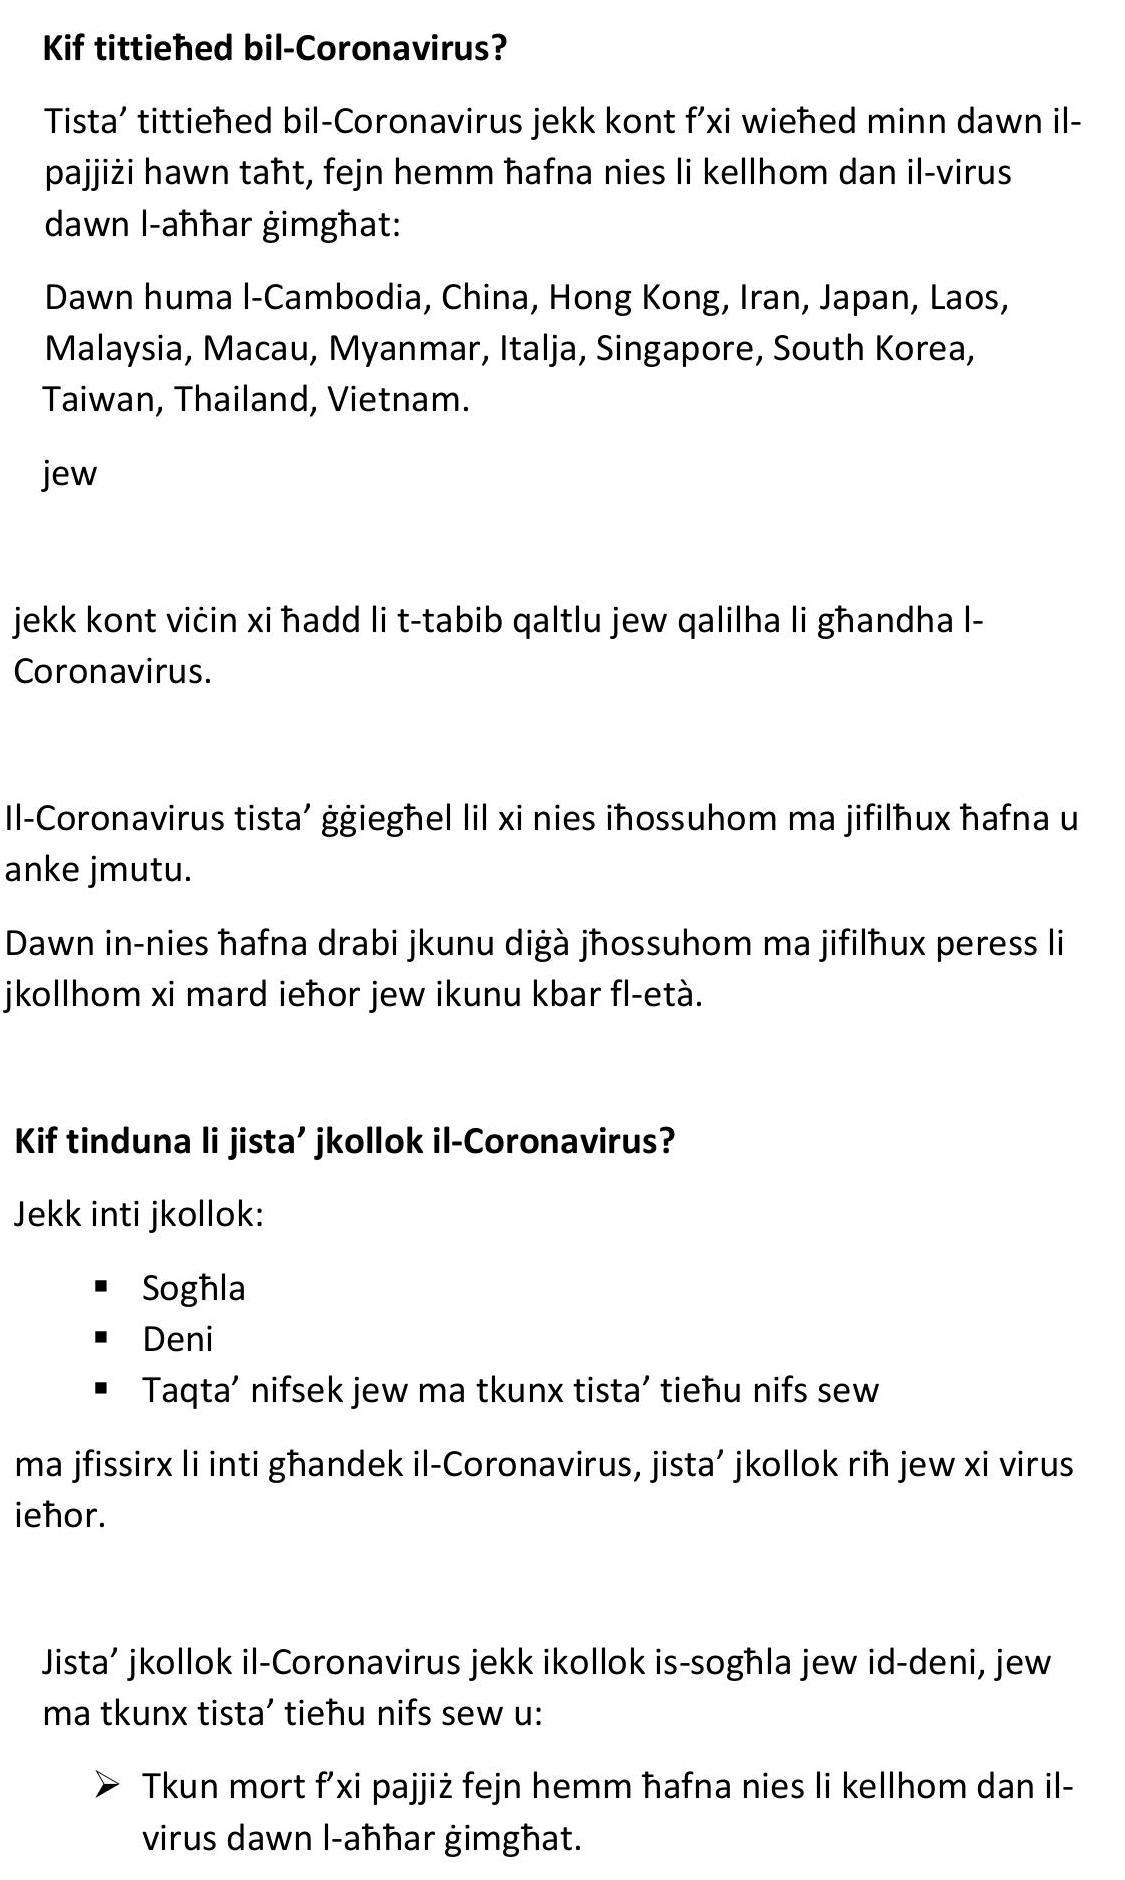 Kif tittieħed bil-Coronavirus?
Tista’ tittieħed bil-Coronavirus jekk kont f’xi wieħed minn dawn il-
pajjiżi hawn taħt, fejn hemm ħafna nies li kellhom dan il-virus
dawn l-aħħar ġimgħat:
Dawn huma l-Cambodia, China, Hong Kong, Iran, Japan, Laos,
Malaysia, Macau, Myanmar, Italja, Singapore, South Korea,
Taiwan, Thailand, Vietnam.
jew
jekk kont viċin xi ħadd li t-tabib qaltlu jew qalilha li għandha l-
Coronavirus.
Il-Coronavirus tista’ ġġiegħel lil xi nies iħossuhom ma jifilħux ħafna u
anke jmutu.
Dawn in-nies ħafna drabi jkunu diġà jħossuhom ma jifilħux peress li
jkollhom xi mard ieħor jew ikunu kbar fl-età.
Kif tinduna li jista’ jkollok il-Coronavirus?
Jekk inti jkollok:
▪ Sogħla
▪ Deni
▪ Taqta’ nifsek jew ma tkunx tista’ tieħu nifs sew
ma jfissirx li inti għandek il-Coronavirus, jista’ jkollok riħ jew xi virus
ieħor.
Jista’ jkollok il-Coronavirus jekk ikollok is-sogħla jew id-deni, jew
ma tkunx tista’ tieħu nifs sew u:
➢ Tkun mort f’xi pajjiż fejn hemm ħafna nies li kellhom dan il-
virus dawn l-aħħar ġimgħat.